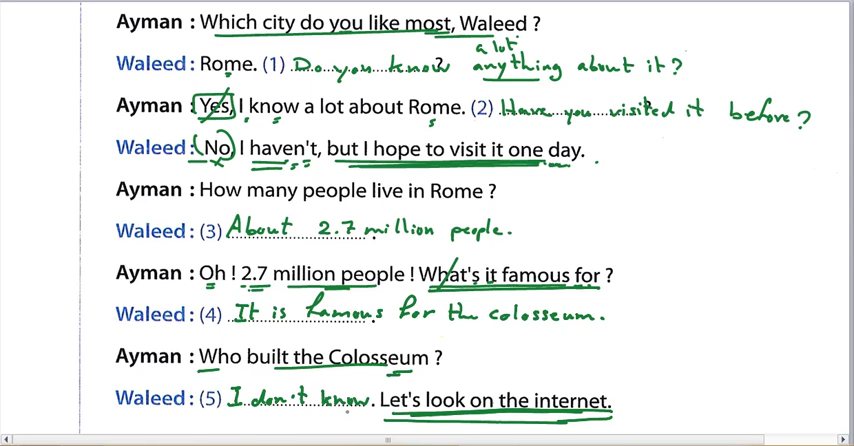 Ayman : Which city do you like most, Waleed ?
a lot
Waleed : Rome. (1) Do you know anything about it?
Ayman : Yes, I know a lot about Rome. (2) Have you visited it before?
Waleed : No, I haven't, but I hope to visit it one day.
Ayman : How many people live in Rome ?
Waleed : (3) About 2.7 million people.
Ayman : Oh ! 2.7 million people ! What's it famous for ?
Waleed : (4) It is famous for the colosseum.
Ayman : Who built the Colosseum ?
Waleed : (5) I don't know. Let's look on the internet.